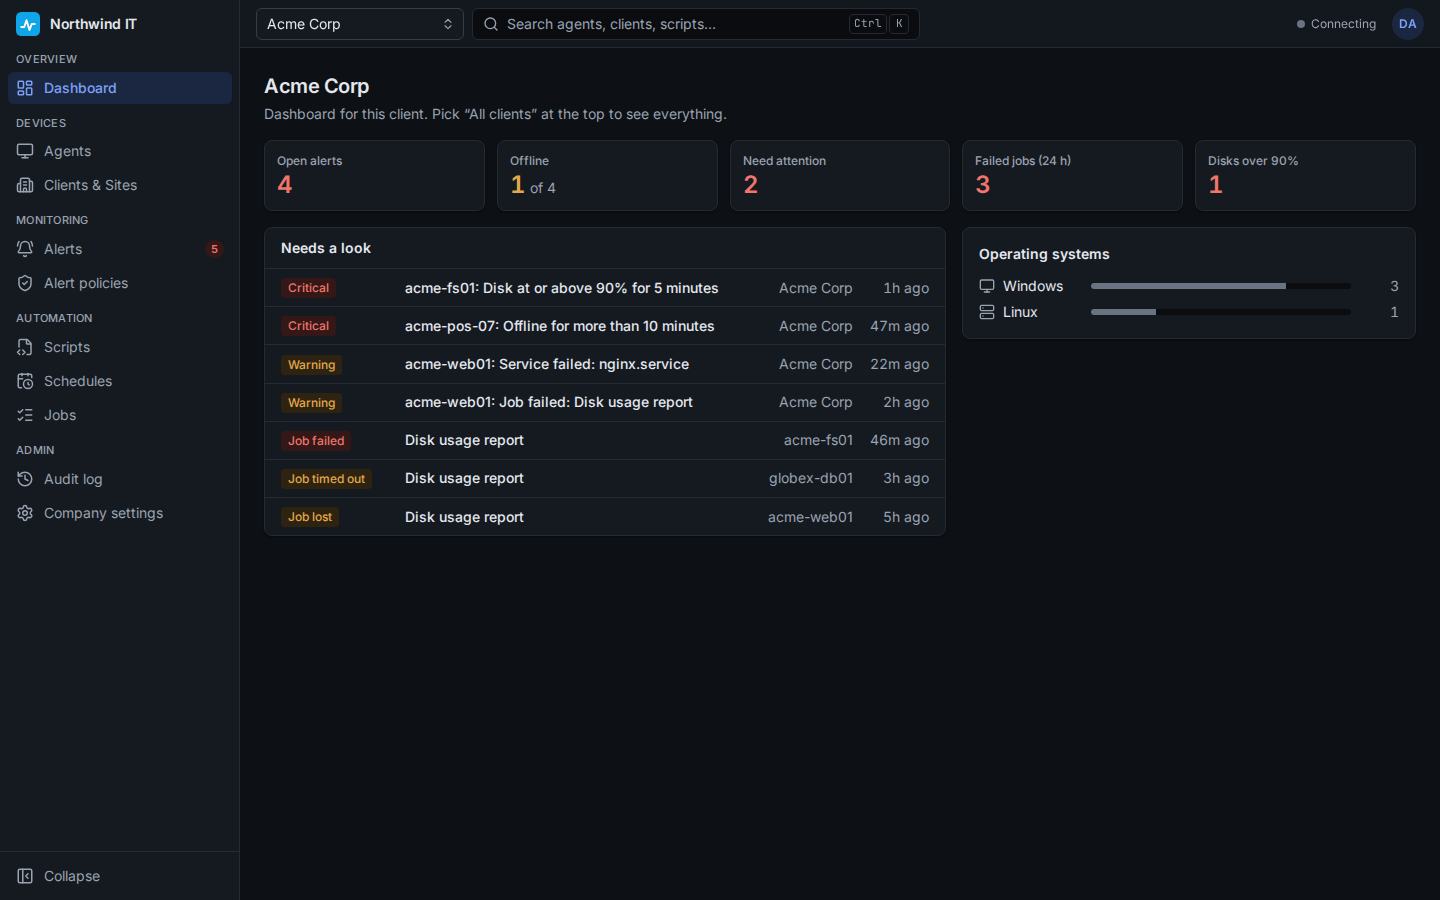 Northwind IT
Acme Corp
Search agents, clients, scripts...
Ctrl K
Connecting
DA
OVERVIEW
Dashboard
DEVICES
Agents
Clients & Sites
MONITORING
Alerts 5
Alert policies
AUTOMATION
Scripts
Schedules
Jobs
ADMIN
Audit log
Company settings
Collapse
Acme Corp
Dashboard for this client. Pick “All clients” at the top to see everything.
Open alerts
4
Offline
1 of 4
Need attention
2
Failed jobs (24 h)
3
Disks over 90%
1
Needs a look
Critical acme-fs01: Disk at or above 90% for 5 minutes Acme Corp 1h ago
Critical acme-pos-07: Offline for more than 10 minutes Acme Corp 47m ago
Warning acme-web01: Service failed: nginx.service Acme Corp 22m ago
Warning acme-web01: Job failed: Disk usage report Acme Corp 2h ago
Job failed Disk usage report acme-fs01 46m ago
Job timed out Disk usage report globex-db01 3h ago
Job lost Disk usage report acme-web01 5h ago
Operating systems
Windows 3
Linux 1